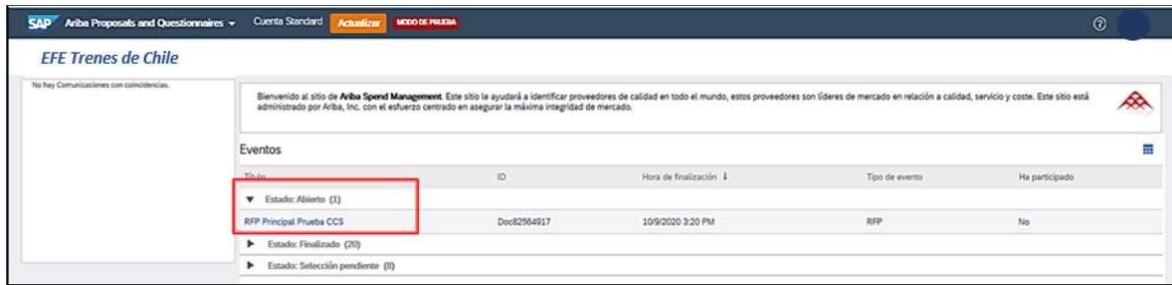 SAP Ariba Proposals and Questionnaires Cuenta Standard Actualizar MODO DE PRUEBA
EFE Trenes de Chile
No hay Comunicaciones con coincidencias.
Bienvenido al sitio de Ariba Spend Management. Este sitio le ayudará a identificar proveedores de calidad en todo el mundo, estos proveedores son líderes de mercado en relación a calidad, servicio y coste. Este sitio está
administrado por Ariba, Inc. con el esfuerzo centrado en asegurar la máxima integridad de mercado.
Eventos
Título ID Hora de finalización ↓ Tipo de evento Ha participado
▼ Estado: Abierto (1)
RFP Principal Prueba CCS Doc82564917 10/9/2020 3:20 PM RFP No
► Estado: Finalizado (20)
► Estado: Selección pendiente (8)